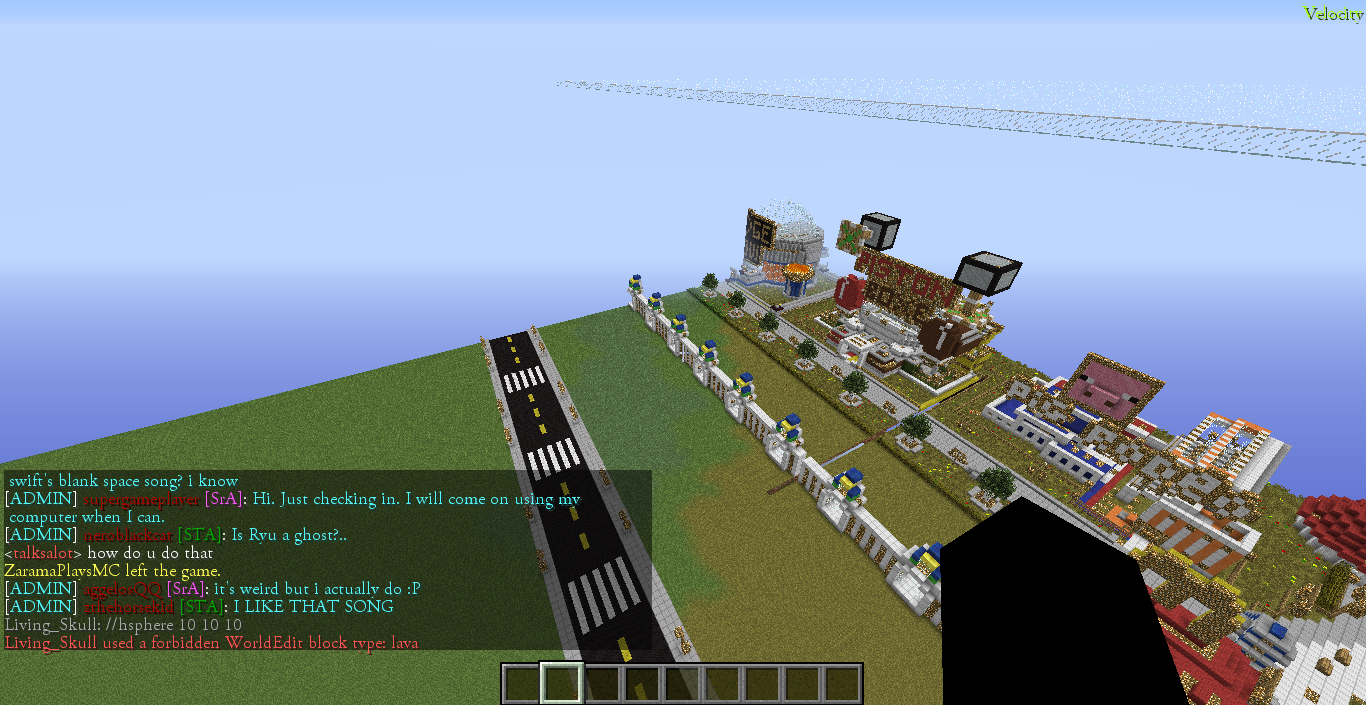 Velocity
GE
PISTON
swift's blank space song? i know
[ADMIN] supergameplayer [SrA]: Hi. Just checking in. I will come on using my
computer when I can.
[ADMIN] neroblackout [STA]: Is Ryu a ghost?..
<talksalot> how do u do that
ZaramaPlaysMC left the game.
[ADMIN] aggelosQQ [SrA]: it's weird but i actually do :P
[ADMIN] [STA]: I LIKE THAT SONG
Living_Skull: //hsphere 10 10 10
Living_Skull used a forbidden WorldEdit block type: lava